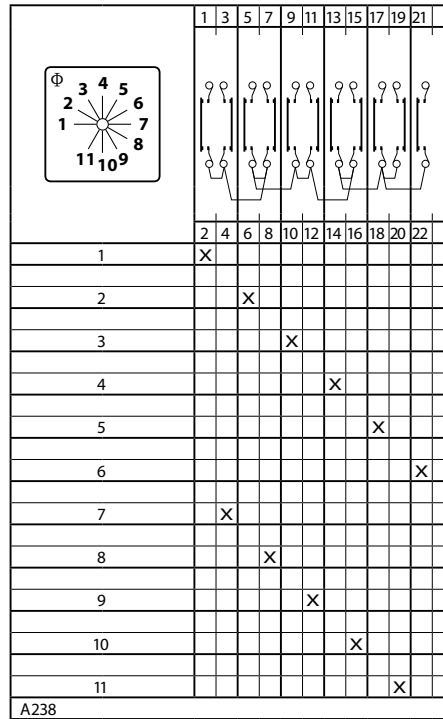 1 3 5 7 9 11 13 15 17 19 21
Φ
1 2 3 4 5 6 7 8 9 10 11
2 4 6 8 10 12 14 16 18 20 22
1 X
2 X
3 X
4 X
5 X
6 X
7 X
8 X
9 X
10 X
11 X
A238